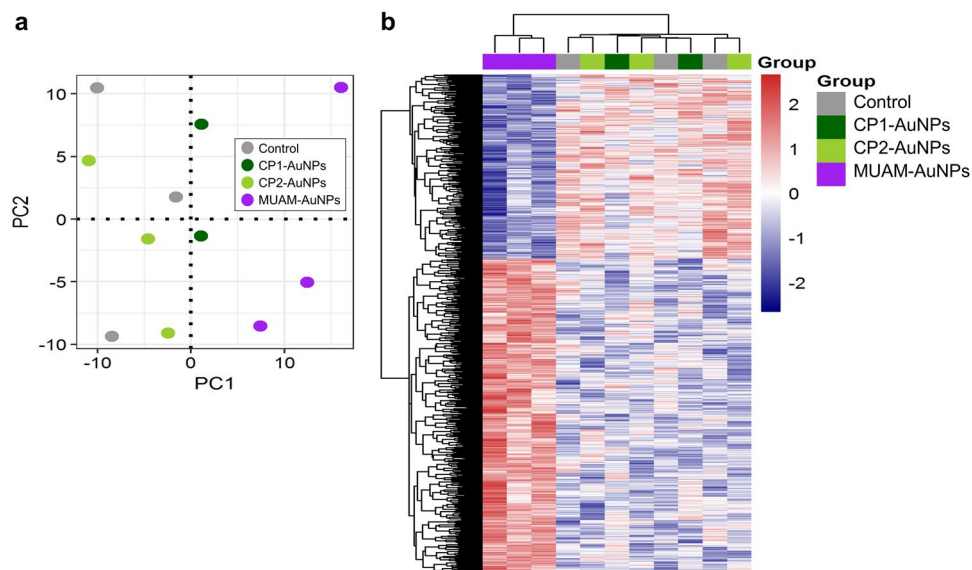 a
b
10
5
0
-5
-10
PC2
-10
0
10
PC1
Control
CP1-AuNPs
CP2-AuNPs
MUAM-AuNPs
Group
2
1
0
-1
-2
Group
Control
CP1-AuNPs
CP2-AuNPs
MUAM-AuNPs